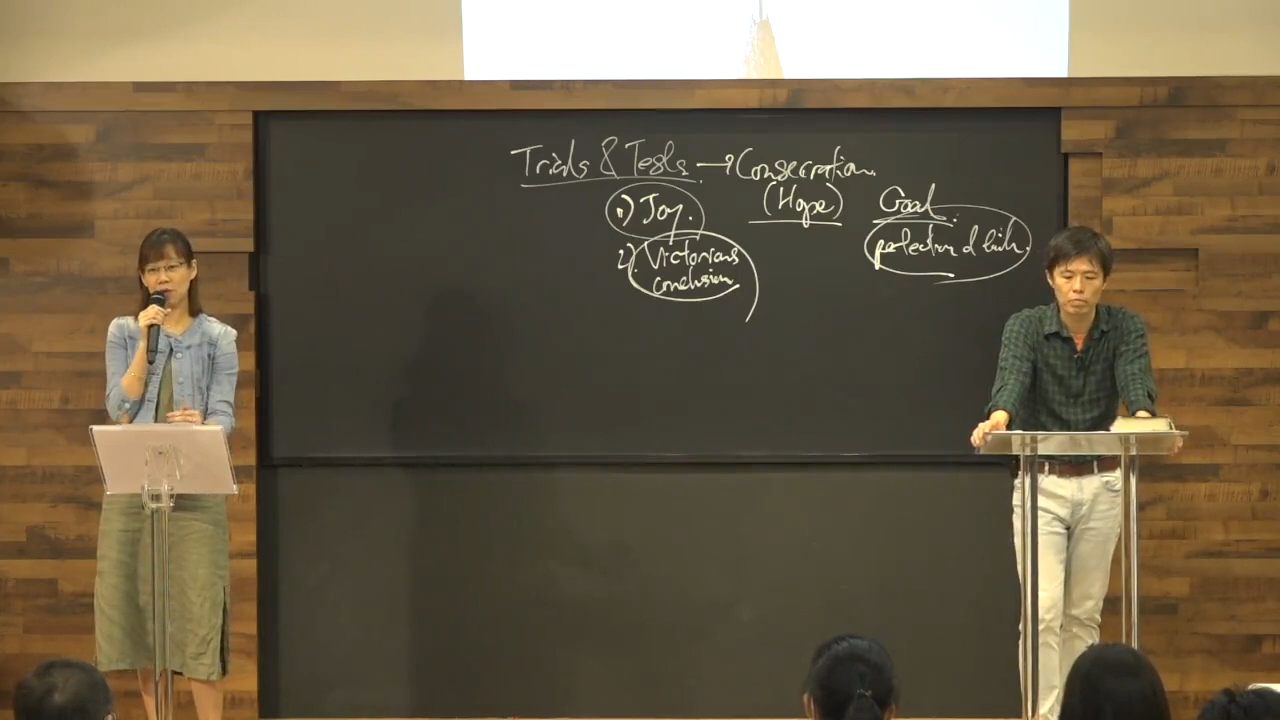 Trials & Tests. → Consecration.
(Hope)
Goal:
1) Joy.
perfection of faith.
2) Victorious
conclusion